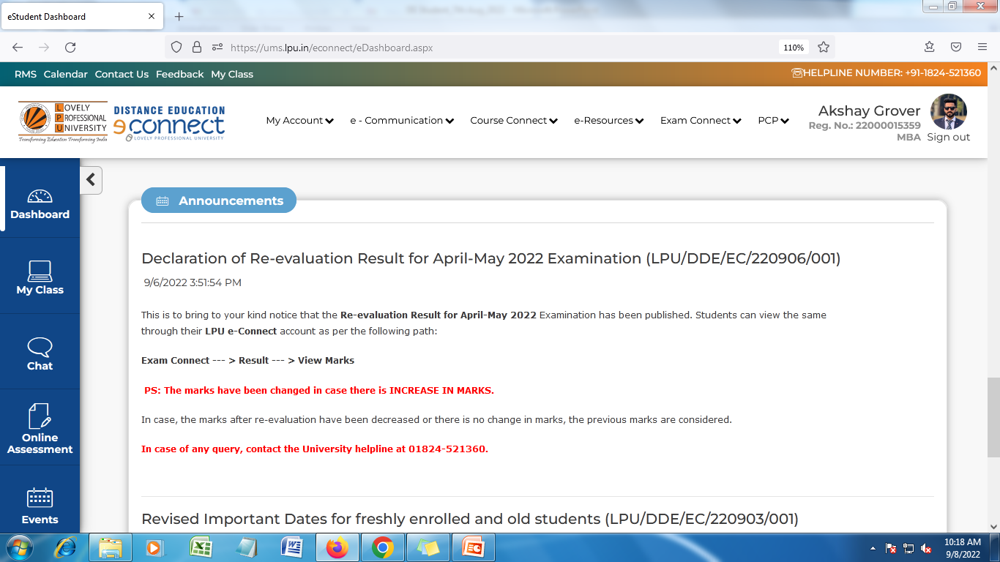 eStudent Dashboard
https://ums.lpu.in/econnect/eDashboard.aspx
110%
RMS Calendar Contact Us Feedback My Class
HELPLINE NUMBER: +91-1824-521360
LOVELY
PROFESSIONAL
UNIVERSITY
Transforming Education Transforming India
DISTANCE EDUCATION
econnect
LOVELY PROFESSIONAL UNIVERSITY
My Account e - Communication Course Connect e-Resources Exam Connect PCP
Akshay Grover
Reg. No.: 22000015359
MBA
Sign out
Dashboard
My Class
Chat
Online
Assessment
Events
Announcements
Declaration of Re-evaluation Result for April-May 2022 Examination (LPU/DDE/EC/220906/001)
9/6/2022 3:51:54 PM
This is to bring to your kind notice that the Re-evaluation Result for April-May 2022 Examination has been published. Students can view the same
through their LPU e-Connect account as per the following path:
Exam Connect --- > Result --- > View Marks
PS: The marks have been changed in case there is INCREASE IN MARKS.
In case, the marks after re-evaluation have been decreased or there is no change in marks, the previous marks are considered.
In case of any query, contact the University helpline at 01824-521360.
Revised Important Dates for freshly enrolled and old students (LPU/DDE/EC/220903/001)
10:18 AM
9/8/2022